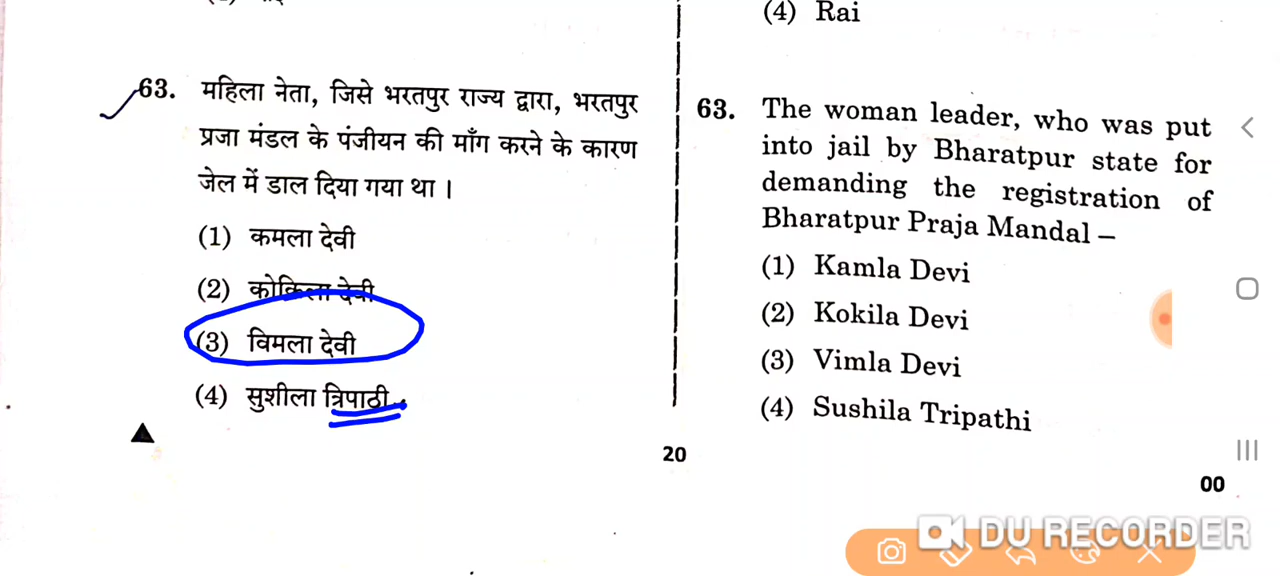 (4) Rai
63. महिला नेता, जिसे भरतपुर राज्य द्वारा, भरतपुर
प्रजा मंडल के पंजीयन की माँग करने के कारण
जेल में डाल दिया गया था ।
(1) कमला देवी
(2) कोकिला देवी
(3) विमला देवी
(4) सुशीला त्रिपाठी
63. The woman leader, who was put
into jail by Bharatpur state for
demanding the registration of
Bharatpur Praja Mandal –
(1) Kamla Devi
(2) Kokila Devi
(3) Vimla Devi
(4) Sushila Tripathi
20
00
DU RECORDER